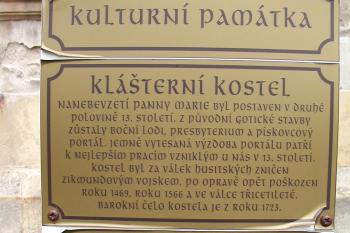 KULTURNÍ PAMÁTKA
KLÁŠTERNÍ KOSTEL
NANEBEVZETÍ PANNY MARIE BYL POSTAVEN V DRUHÉ
POLOVINĚ 13. STOLETÍ. Z PŮVODNÍ GOTICKÉ STAVBY
ZŮSTALY BOČNÍ LODI, PRESBYTERIUM A PÍSKOVCOVÝ
PORTÁL. JEMNĚ VYTESANÁ VÝZDOBA PORTÁLU PATŘÍ
K NEJLEPŠÍM PRACÍM VZNIKLÝM U NÁS V 13. STOLETÍ.
KOSTEL BYL ZA VÁLEK HUSITSKÝCH ZNIČEN
ZIKMUNDOVÝM VOJSKEM, PO OPRAVĚ OPĚT POŠKOZEN
ROKU 1469, ROKU 1566 A VE VÁLCE TŘICETILETÉ.
BAROKNÍ ČELO KOSTELA JE Z ROKU 1723.